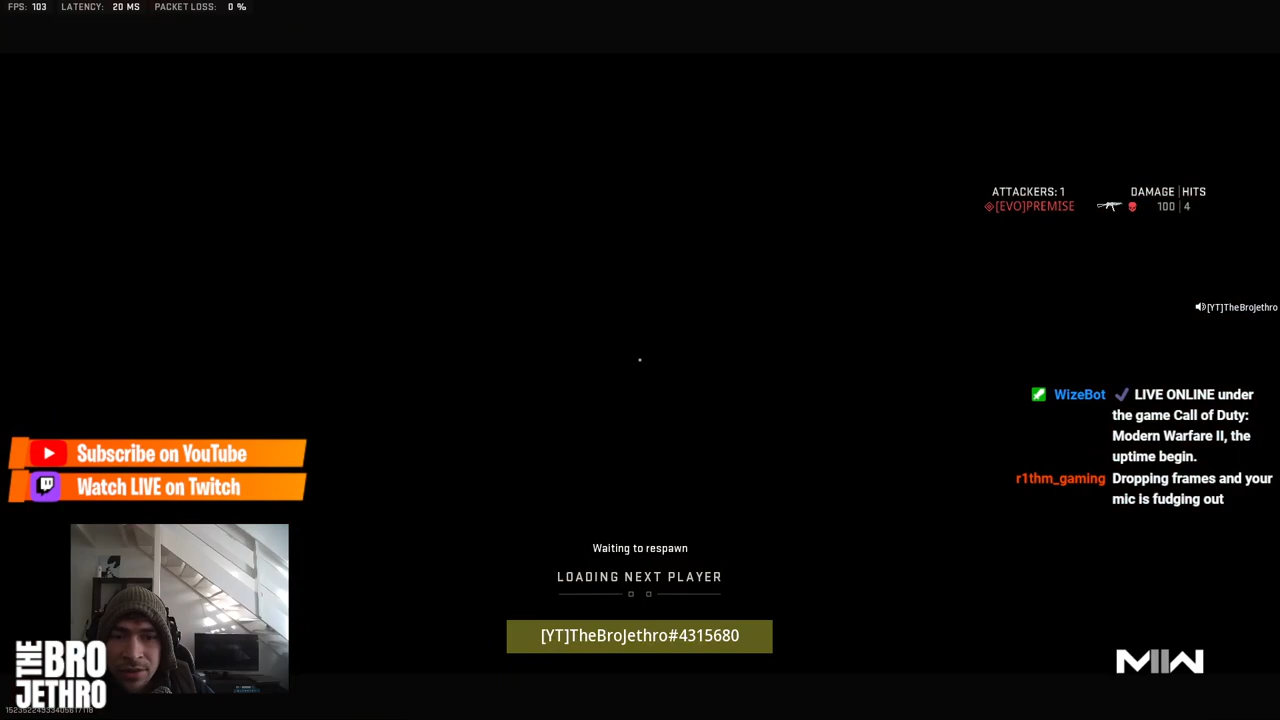 FPS: 103 LATENCY: 20 MS PACKET LOSS: 0 %
ATTACKERS: 1 DAMAGE HITS
[EVO]PREMISE 100 4
[YT]TheBroJethro
WizeBot LIVE ONLINE under
the game Call of Duty:
Modern Warfare II, the
uptime begin.
r1thm_gaming Dropping frames and your
mic is fudging out
Subscribe on YouTube
Watch LIVE on Twitch
Waiting to respawn
LOADING NEXT PLAYER
[YT]TheBroJethro#4315680
THE BRO
JETHRO
MW